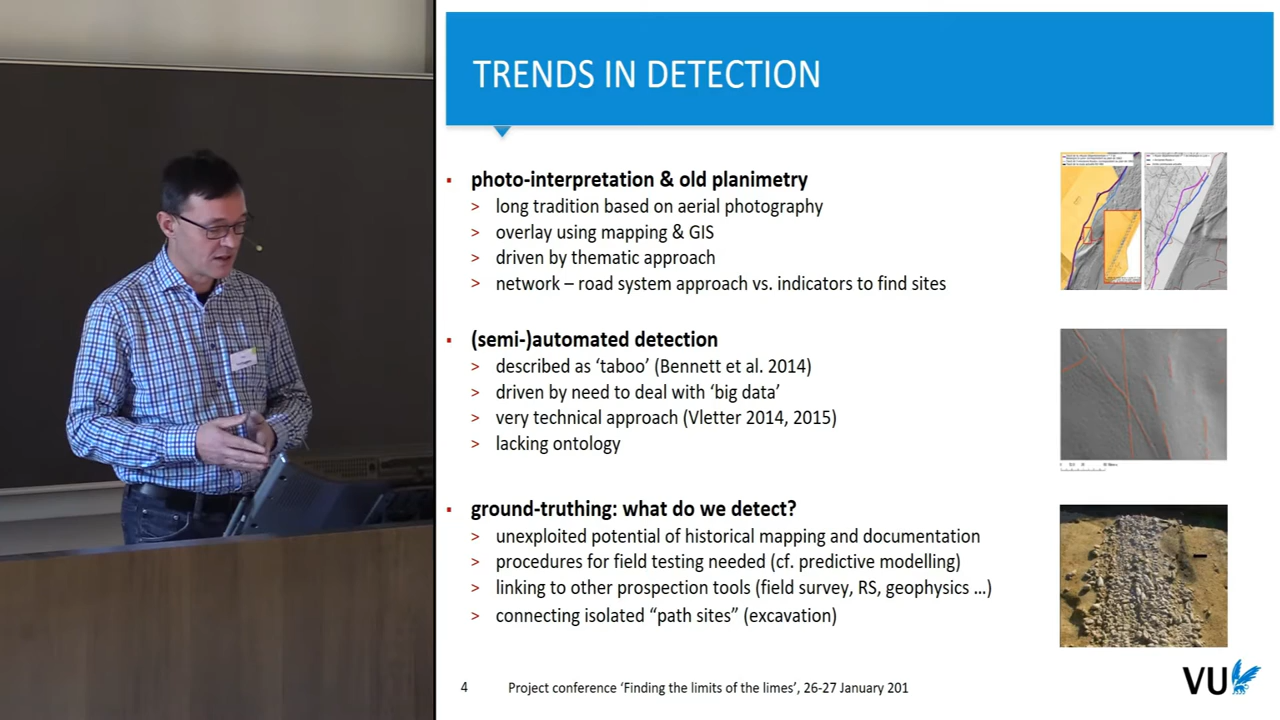 TRENDS IN DETECTION
▪ photo-interpretation & old planimetry
> long tradition based on aerial photography
> overlay using mapping & GIS
> driven by thematic approach
> network – road system approach vs. indicators to find sites
▪ (semi-)automated detection
> described as ‘taboo’ (Bennett et al. 2014)
> driven by need to deal with ‘big data’
> very technical approach (Vletter 2014, 2015)
> lacking ontology
▪ ground-truthing: what do we detect?
> unexploited potential of historical mapping and documentation
> procedures for field testing needed (cf. predictive modelling)
> linking to other prospection tools (field survey, RS, geophysics ...)
> connecting isolated “path sites” (excavation)
4 Project conference ‘Finding the limits of the limes’, 26-27 January 201
VU